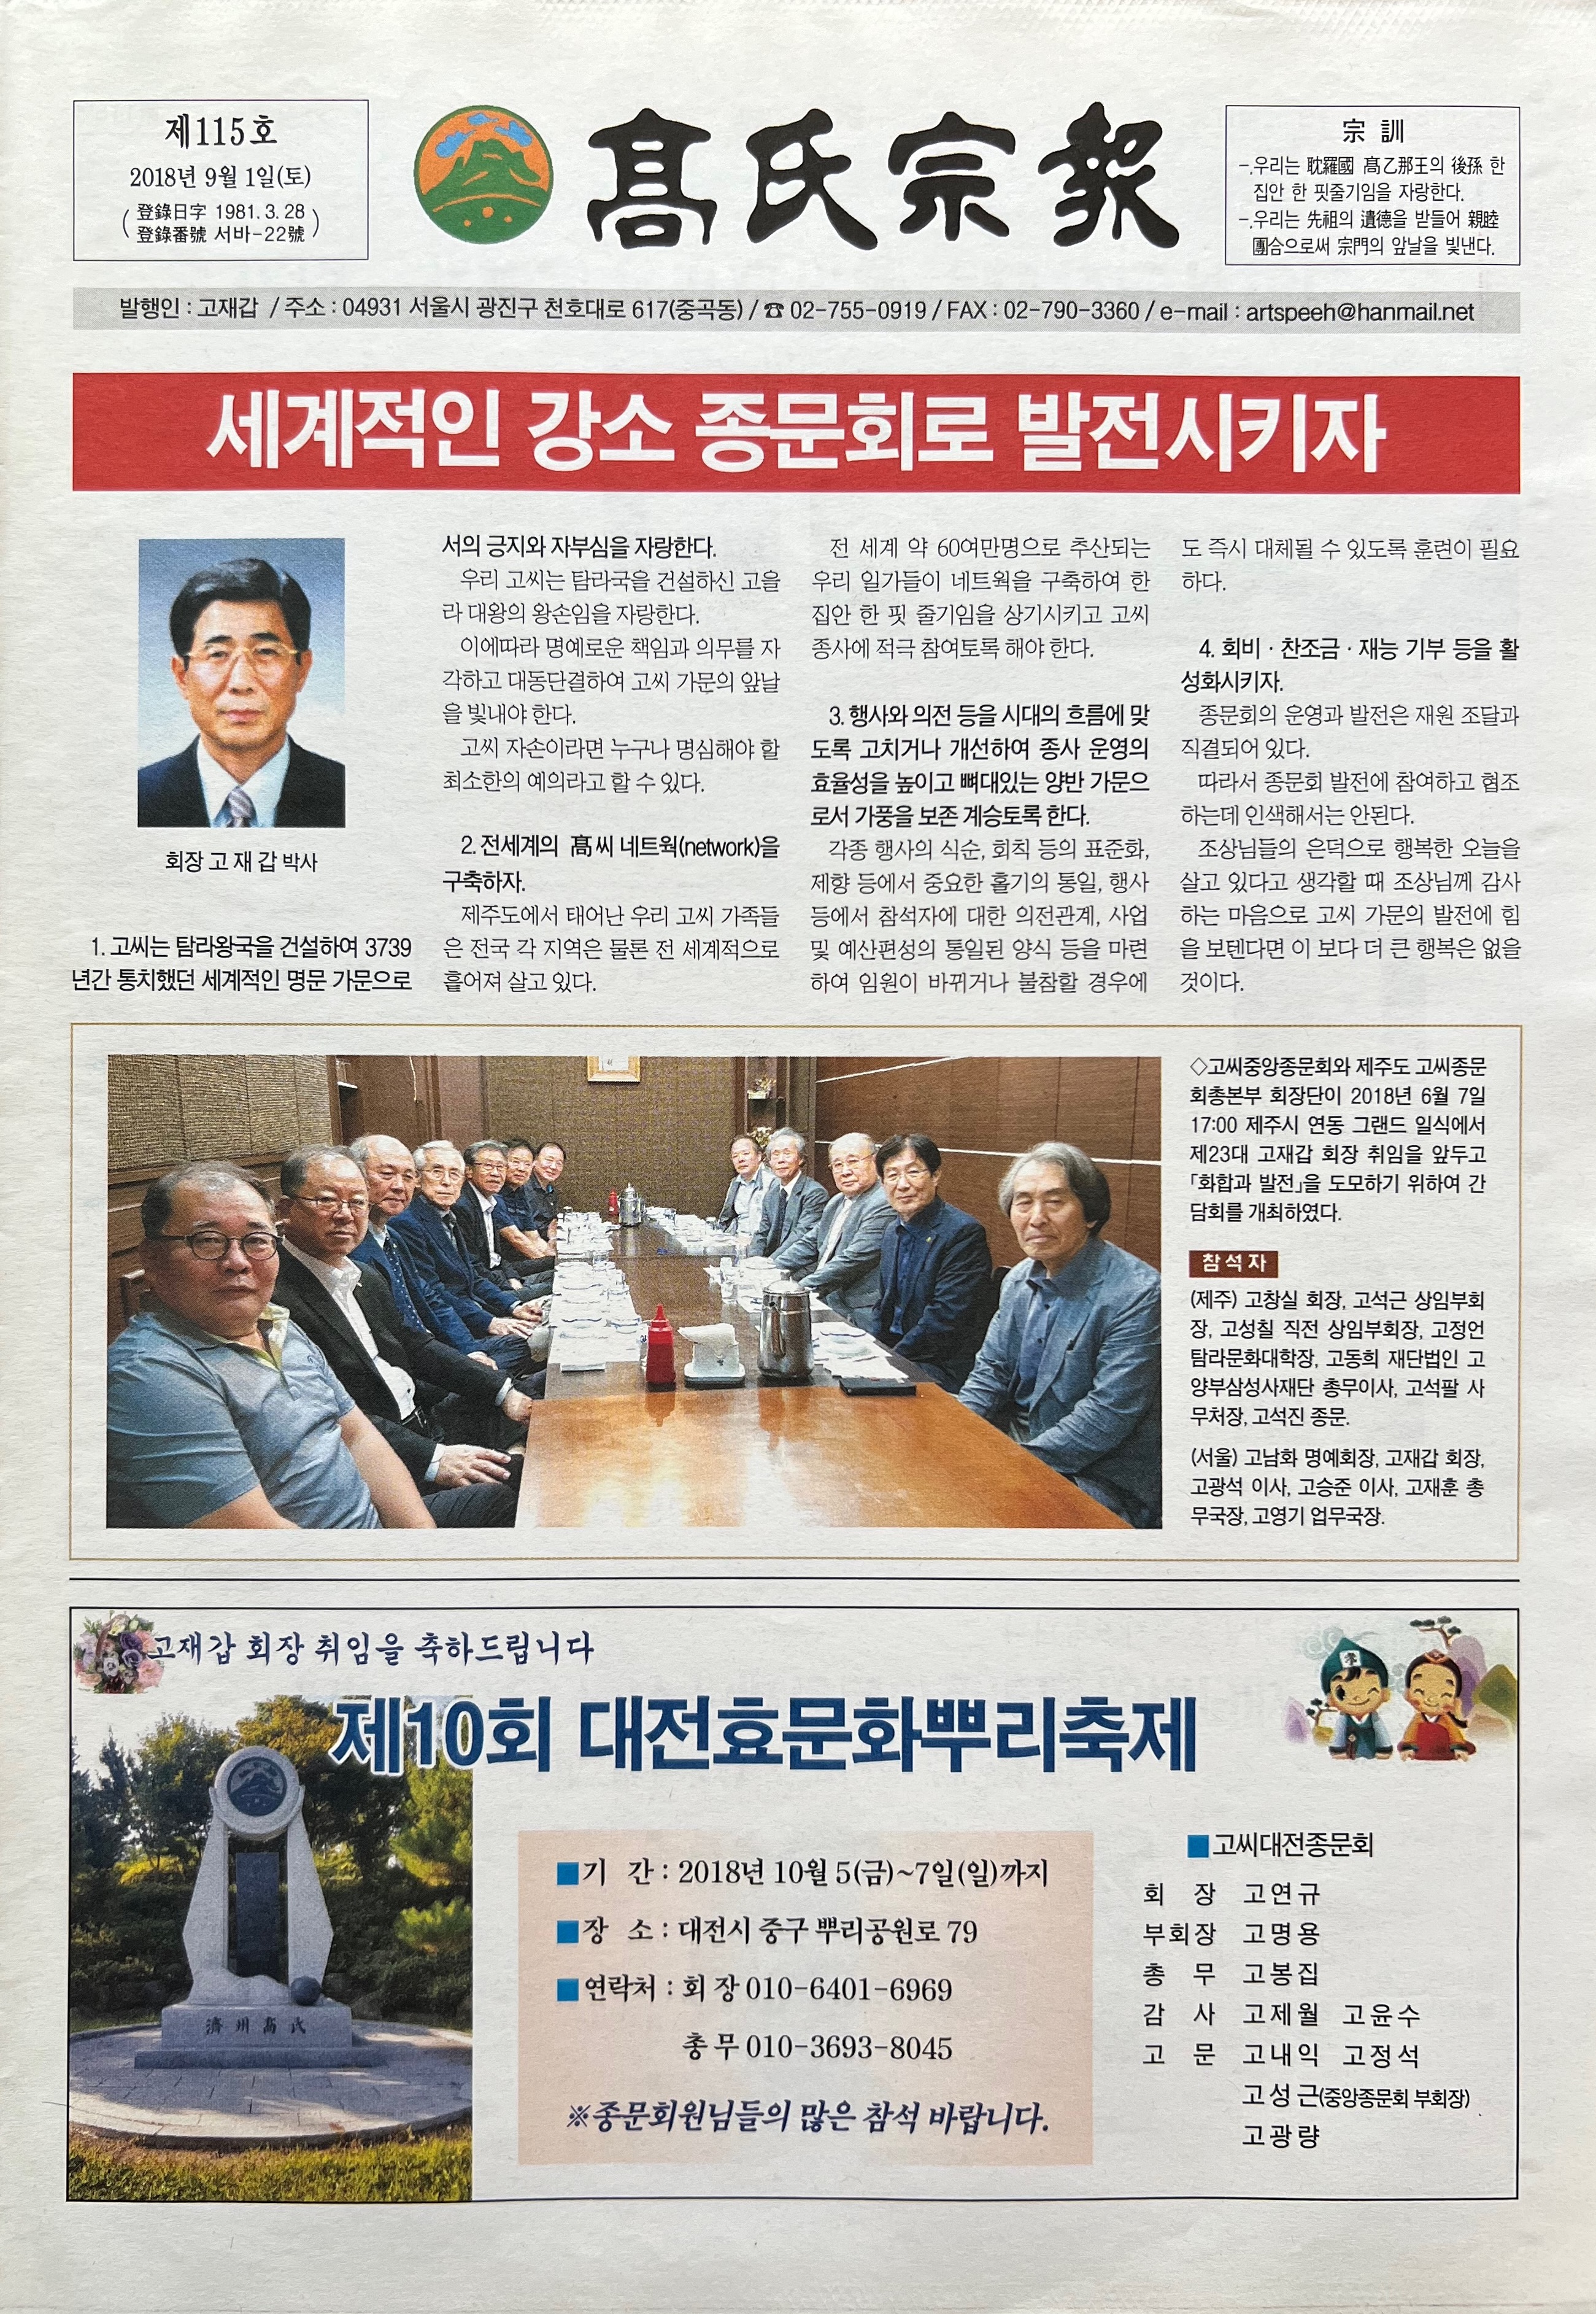 제115호
2018년 9월 1일(토)
(登錄日字 1981. 3. 28
登錄番號 서바-22號)
髙氏宗報
宗 訓
-.우리는 耽羅國 髙乙那王의 後孫 한
집안 한 핏줄기임을 자랑한다.
-.우리는 先祖의 遺德을 받들어 親睦
團合으로써 宗門의 앞날을 빛낸다.
발행인 : 고재갑 / 주소 : 04931 서울시 광진구 천호대로 617(중곡동) / ☎ 02-755-0919 / FAX : 02-790-3360 / e-mail : artspeeh@hanmail.net
세계적인 강소 종문회로 발전시키자
회장 고 재 갑 박사
1. 고씨는 탐라왕국을 건설하여 3739
년간 통치했던 세계적인 명문 가문으로
서의 긍지와 자부심을 자랑한다.
우리 고씨는 탐라국을 건설하신 고을
라 대왕의 왕손임을 자랑한다.
이에따라 명예로운 책임과 의무를 자
각하고 대동단결하여 고씨 가문의 앞날
을 빛내야 한다.
고씨 자손이라면 누구나 명심해야 할
최소한의 예의라고 할 수 있다.
2. 전세계의 髙씨 네트웍(network)을
구축하자.
제주도에서 태어난 우리 고씨 가족들
은 전국 각 지역은 물론 전 세계적으로
흩어져 살고 있다.
전 세계 약 60여만명으로 추산되는
우리 일가들이 네트웍을 구축하여 한
집안 한 핏 줄기임을 상기시키고 고씨
종사에 적극 참여토록 해야 한다.
3. 행사와 의전 등을 시대의 흐름에 맞
도록 고치거나 개선하여 종사 운영의
효율성을 높이고 뼈대있는 양반 가문으
로서 가풍을 보존 계승토록 한다.
각종 행사의 식순, 회칙 등의 표준화,
제향 등에서 중요한 홀기의 통일, 행사
등에서 참석자에 대한 의전관계, 사업
및 예산편성의 통일된 양식 등을 마련
하여 임원이 바뀌거나 불참할 경우에
도 즉시 대체될 수 있도록 훈련이 필요
하다.
4. 회비 · 찬조금 · 재능 기부 등을 활
성화시키자.
종문회의 운영과 발전은 재원 조달과
직결되어 있다.
따라서 종문회 발전에 참여하고 협조
하는데 인색해서는 안된다.
조상님들의 은덕으로 행복한 오늘을
살고 있다고 생각할 때 조상님께 감사
하는 마음으로 고씨 가문의 발전에 힘
을 보텐다면 이 보다 더 큰 행복은 없을
것이다.
◇고씨중앙종문회와 제주도 고씨종문
회총본부 회장단이 2018년 6월 7일
17:00 제주시 연동 그랜드 일식에서
제23대 고재갑 회장 취임을 앞두고
「화합과 발전」을 도모하기 위하여 간
담회를 개최하였다.
참석자
(제주) 고창실 회장, 고석근 상임부회
장, 고성칠 직전 상임부회장, 고정언
탐라문화대학장, 고동희 재단법인 고
양부삼성사재단 총무이사, 고석팔 사
무처장, 고석진 종문.
(서울) 고남화 명예회장, 고재갑 회장,
고광석 이사, 고승준 이사, 고재훈 총
무국장, 고영기 업무국장.
고재갑 회장 취임을 축하드립니다
제10회 대전효문화뿌리축제
濟州髙氏
■기 간 : 2018년 10월 5(금)~7일(일)까지
■장 소 : 대전시 중구 뿌리공원로 79
■연락처 : 회 장 010-6401-6969
총 무 010-3693-8045
※종문회원님들의 많은 참석 바랍니다.
■고씨대전종문회
회 장 고연규
부회장 고명용
총 무 고봉집
감 사 고제월 고윤수
고 문 고내익 고정석
고성근(중앙종문회 부회장)
고광량